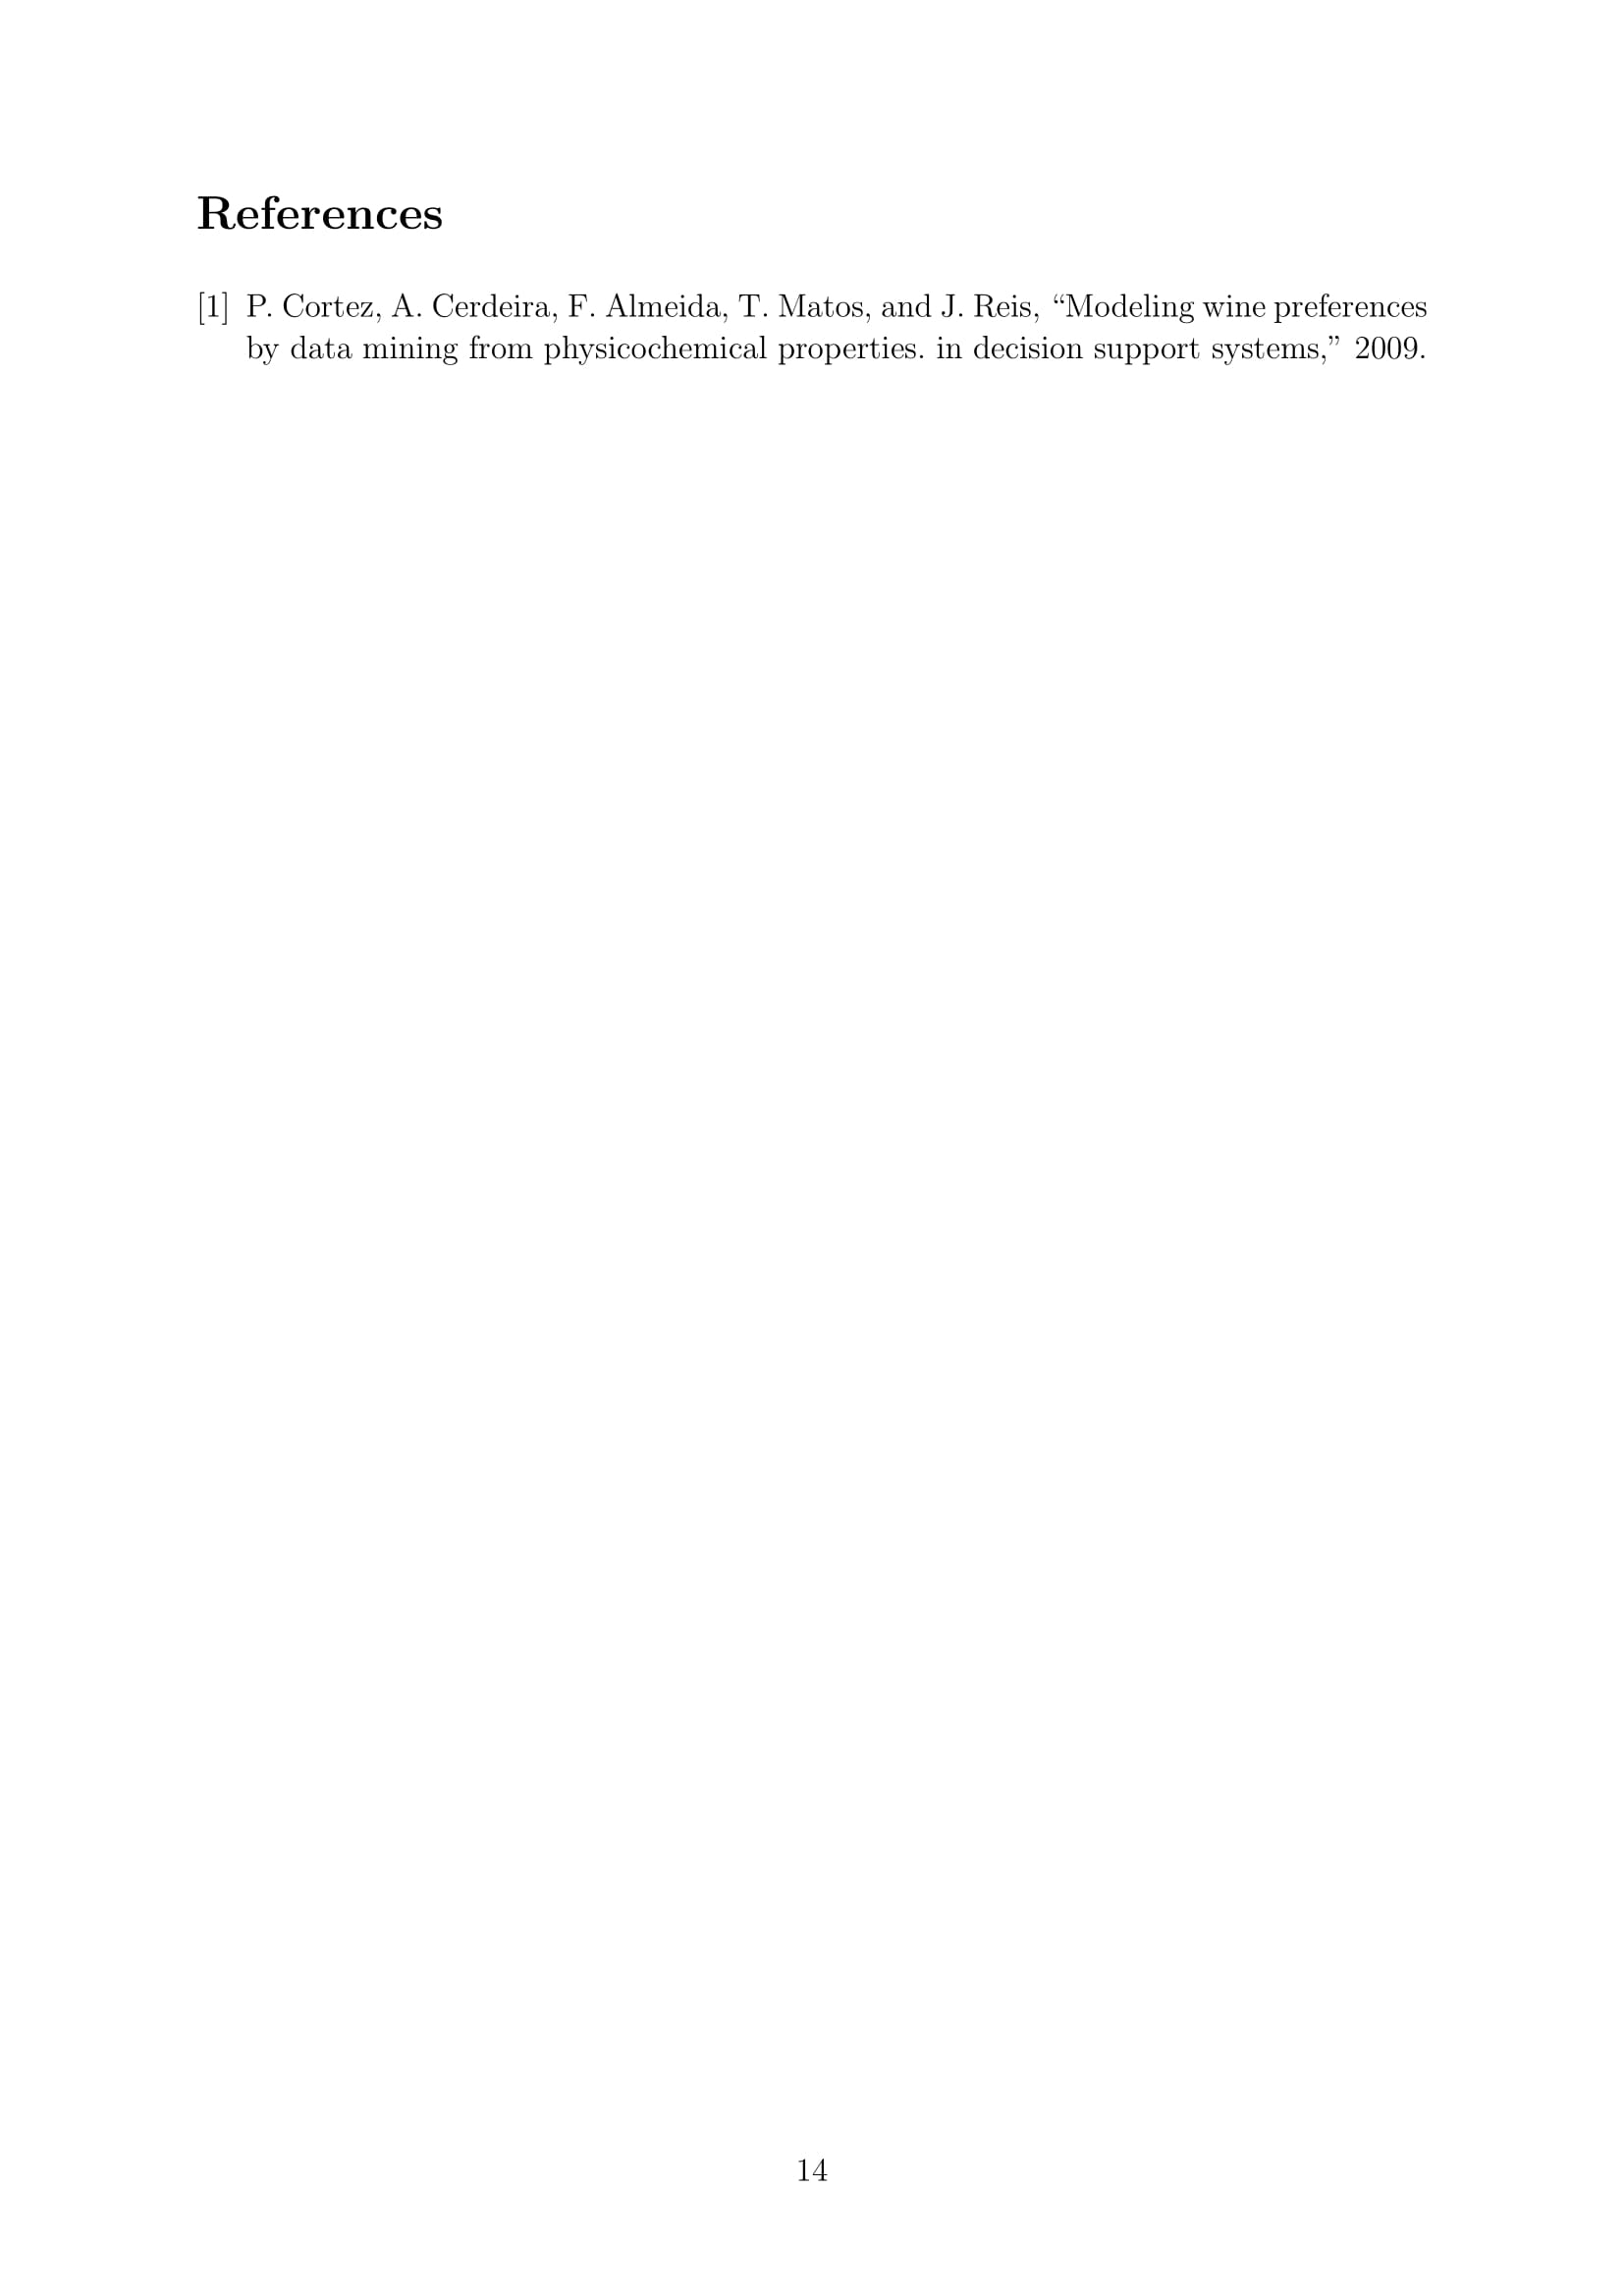 References
[1] P. Cortez, A. Cerdeira, F. Almeida, T. Matos, and J. Reis, “Modeling wine preferences
by data mining from physicochemical properties. in decision support systems,” 2009.
14